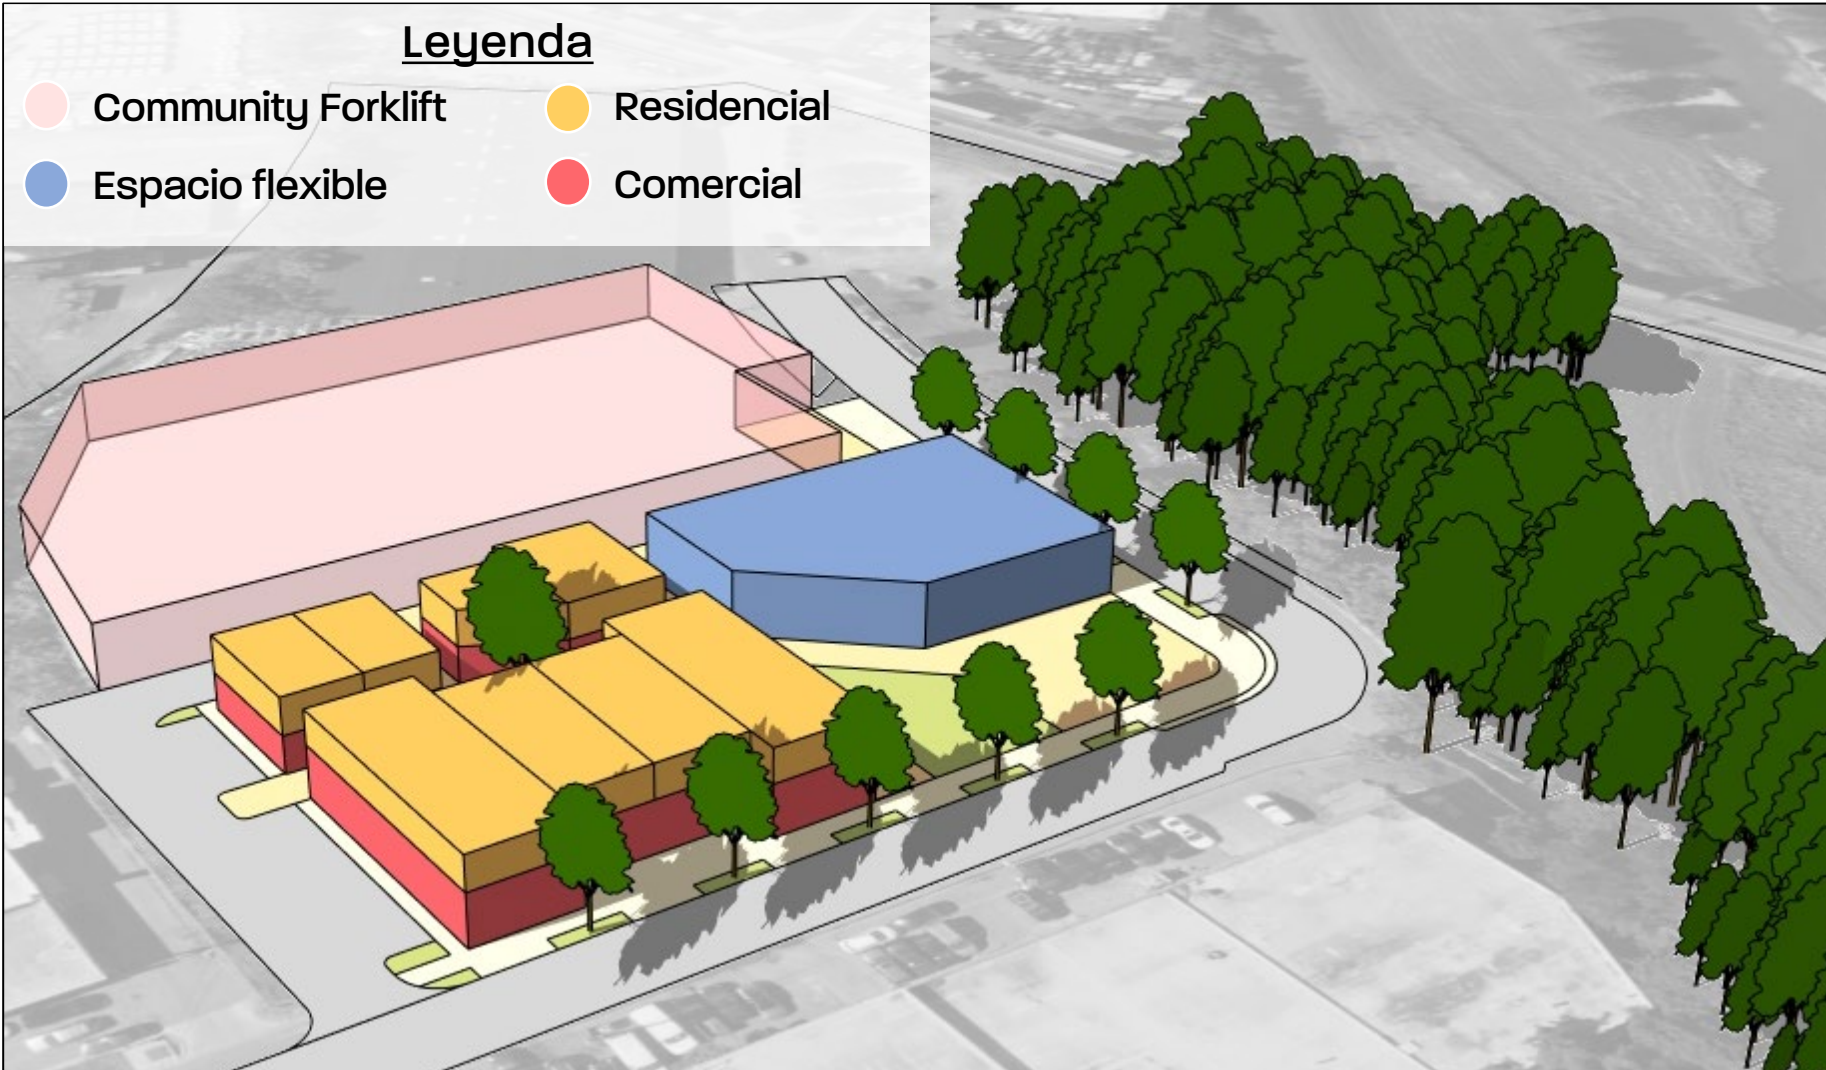 Leyenda
Community Forklift
Residencial
Espacio flexible
Comercial